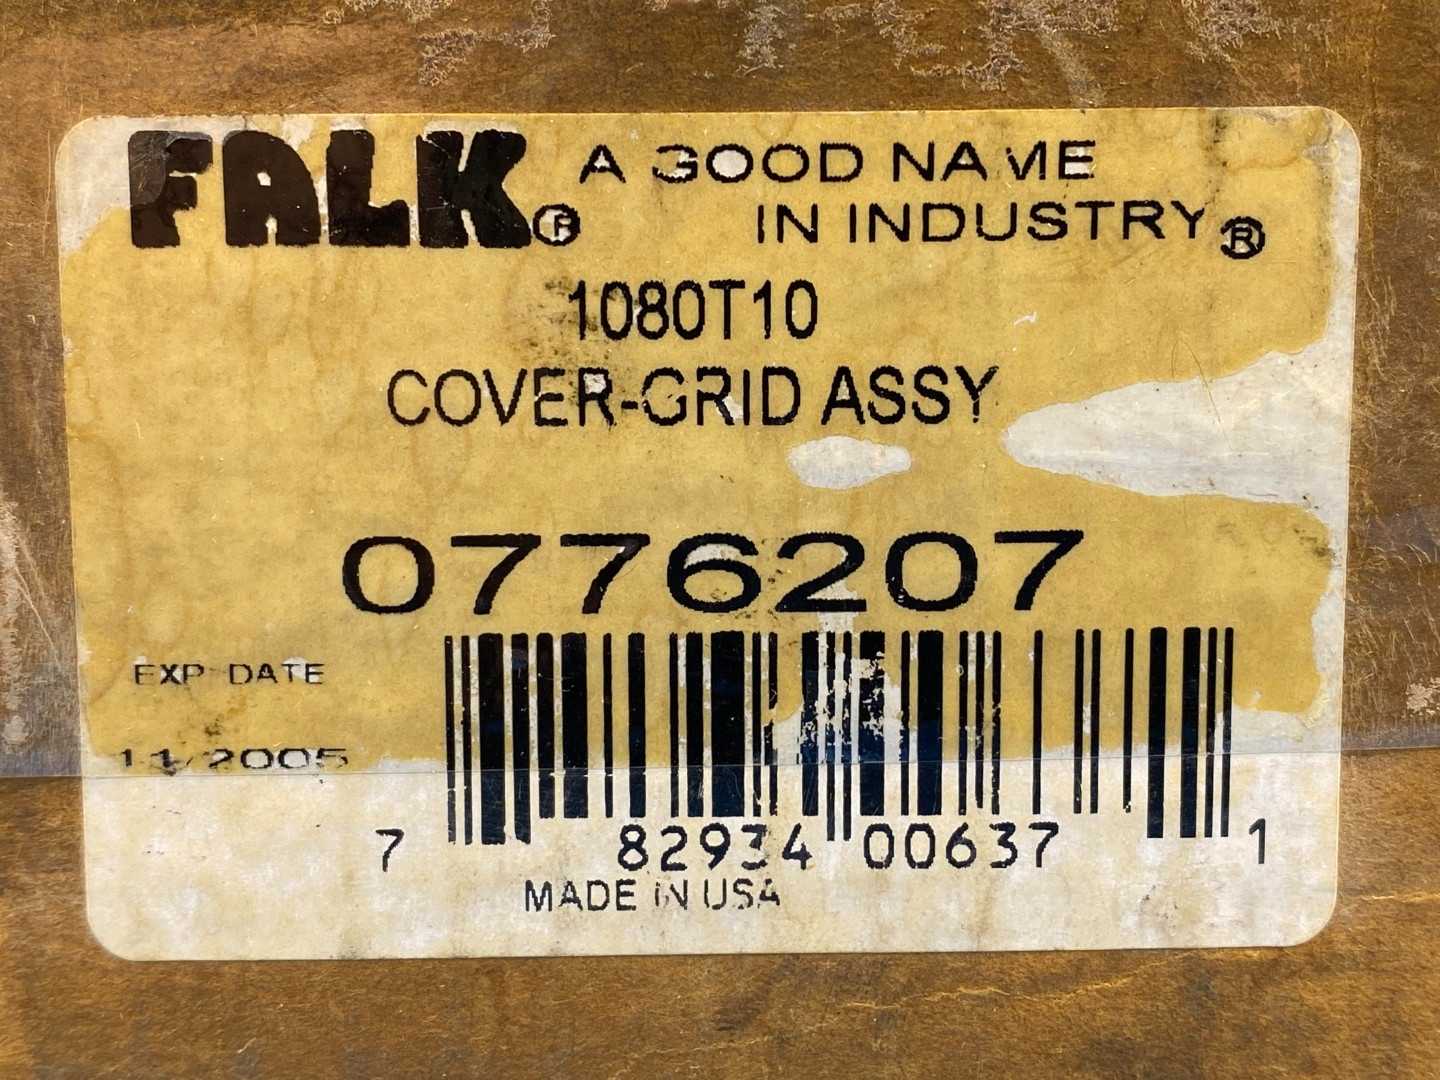 FALK® A GOOD NAME
IN INDUSTRY®
1080T10
COVER-GRID ASSY
0776207
EXP DATE
11/2005
7 82934 00637 1
MADE IN USA